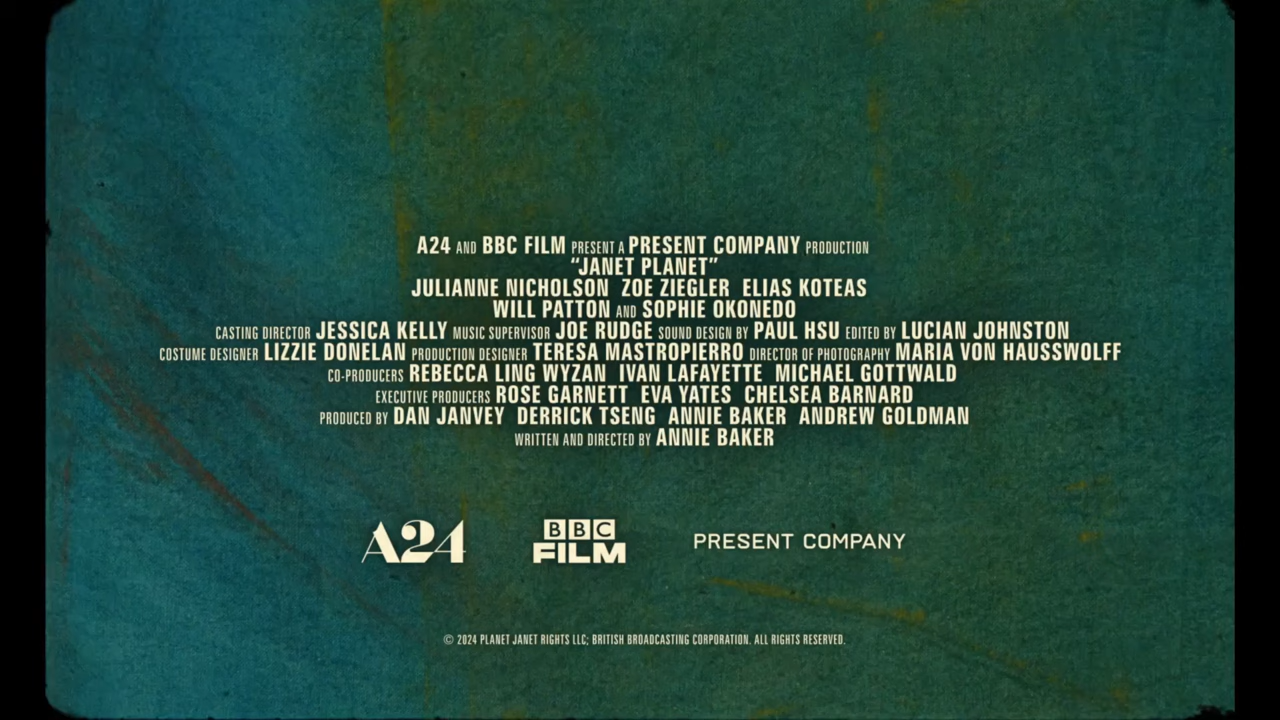 A24 AND BBC FILM PRESENT A PRESENT COMPANY PRODUCTION
“JANET PLANET”
JULIANNE NICHOLSON ZOE ZIEGLER ELIAS KOTEAS
WILL PATTON AND SOPHIE OKONEDO
CASTING DIRECTOR JESSICA KELLY MUSIC SUPERVISOR JOE RUDGE SOUND DESIGN BY PAUL HSU EDITED BY LUCIAN JOHNSTON
COSTUME DESIGNER LIZZIE DONELAN PRODUCTION DESIGNER TERESA MASTROPIERRO DIRECTOR OF PHOTOGRAPHY MARIA VON HAUSSWOLFF
CO-PRODUCERS REBECCA LING WYZAN IVAN LAFAYETTE MICHAEL GOTTWALD
EXECUTIVE PRODUCERS ROSE GARNETT EVA YATES CHELSEA BARNARD
PRODUCED BY DAN JANVEY DERRICK TSENG ANNIE BAKER ANDREW GOLDMAN
WRITTEN AND DIRECTED BY ANNIE BAKER
A24 BBC FILM PRESENT COMPANY
© 2024 PLANET JANET RIGHTS LLC; BRITISH BROADCASTING CORPORATION. ALL RIGHTS RESERVED.